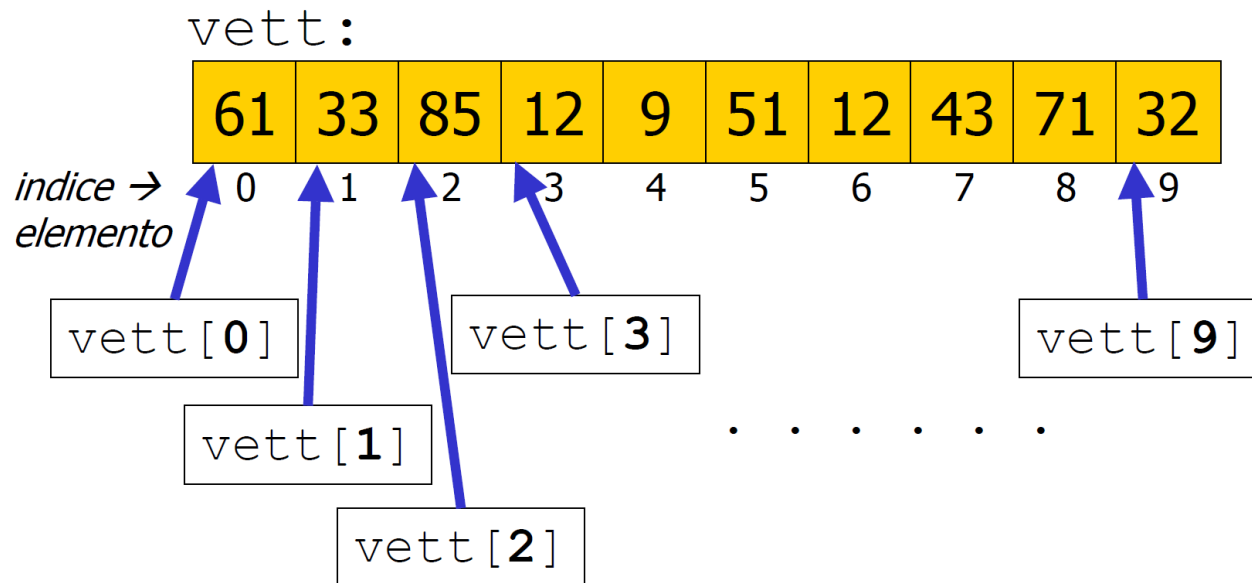 vett:
61 33 85 12 9 51 12 43 71 32
indice → 0 1 2 3 4 5 6 7 8 9
elemento
vett[0]
vett[3]
vett[9]
vett[1]
. . . . . .
vett[2]